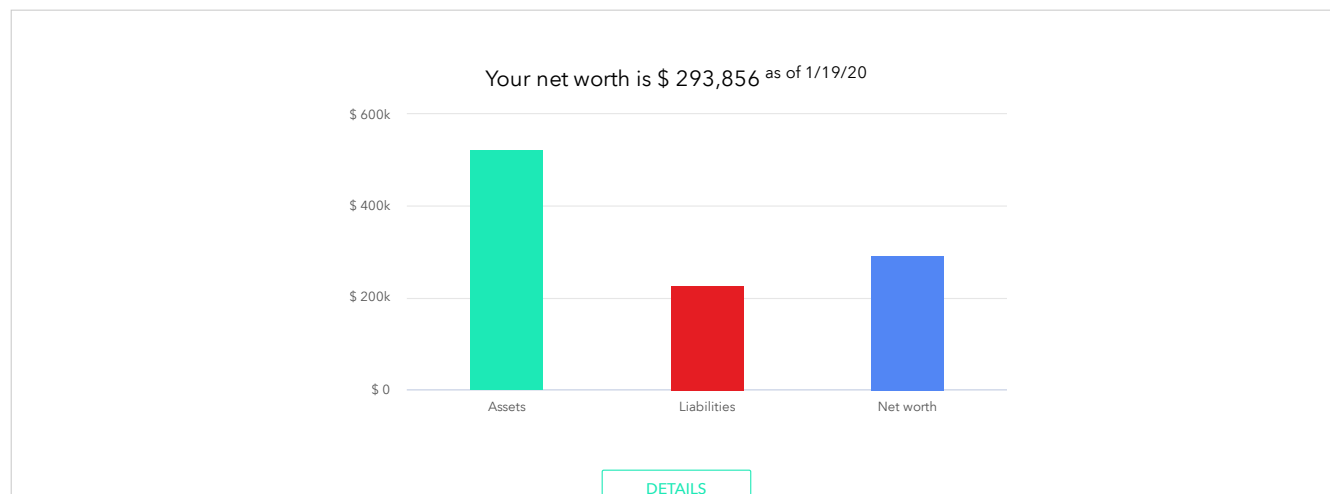 Your net worth is $ 293,856 as of 1/19/20
$ 600k
$ 400k
$ 200k
$ 0
Assets Liabilities Net worth
DETAILS